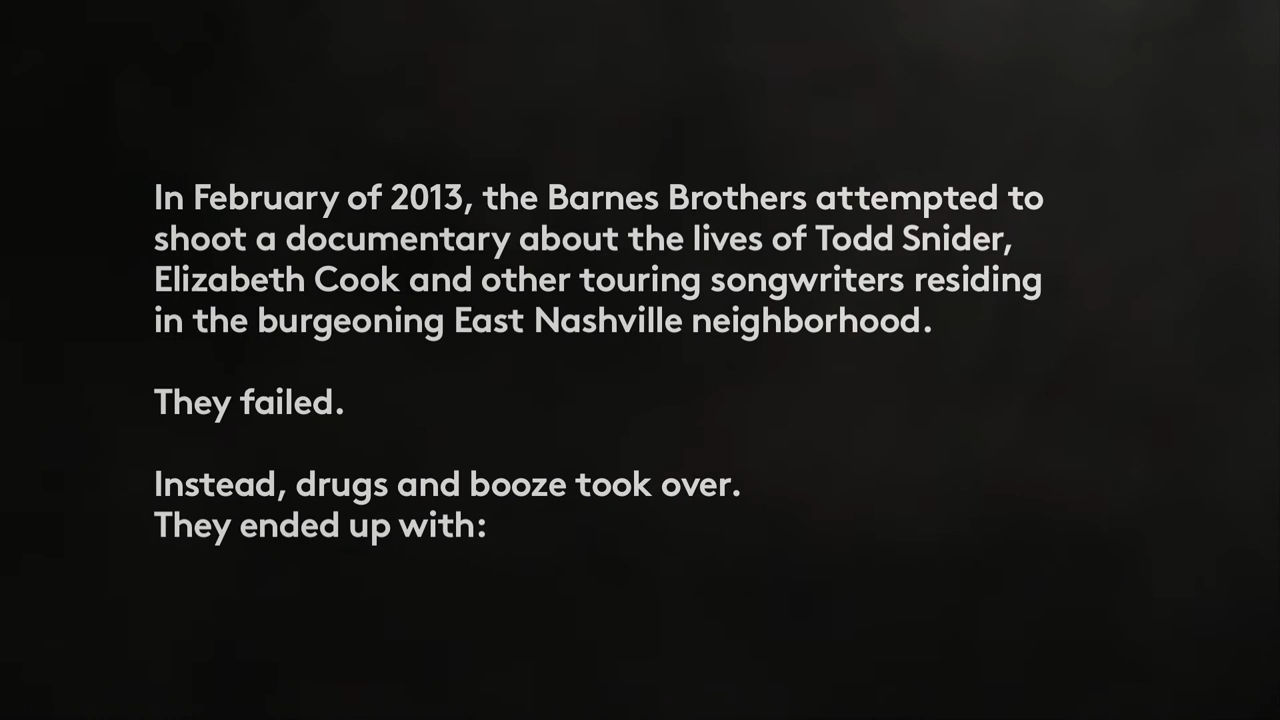 In February of 2013, the Barnes Brothers attempted to
shoot a documentary about the lives of Todd Snider,
Elizabeth Cook and other touring songwriters residing
in the burgeoning East Nashville neighborhood.
They failed.
Instead, drugs and booze took over.
They ended up with: